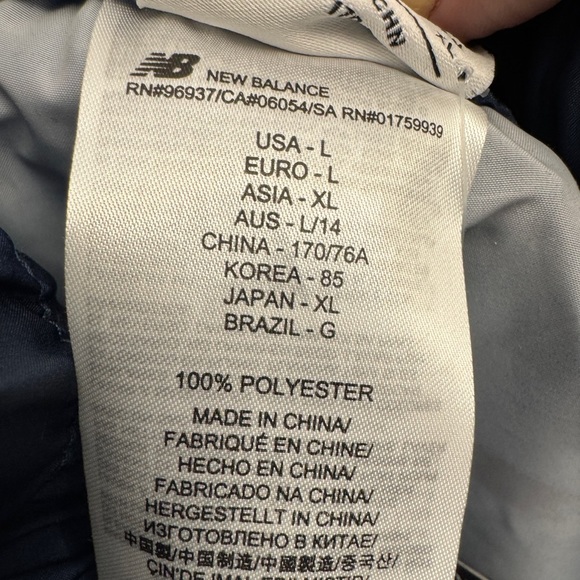 CHN
NB NEW BALANCE
RN#96937/CA#06054/SA RN#01759939
USA - L
EURO - L
ASIA - XL
AUS - L/14
CHINA - 170/76A
KOREA - 85
JAPAN - XL
BRAZIL - G
100% POLYESTER
MADE IN CHINA/
FABRIQUÉ EN CHINE/
HECHO EN CHINA/
FABRICADO NA CHINA/
HERGESTELLT IN CHINA/
ИЗГОТОВЛЕНО В КИТАЕ/
中国製/中国制造/中國製造/중국산/